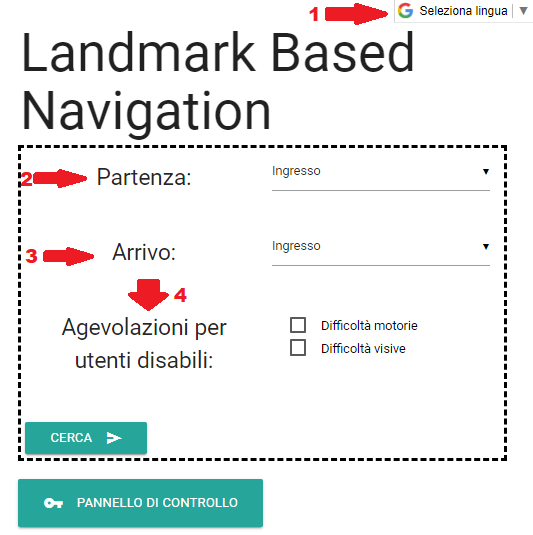 1 Seleziona lingua
Landmark Based
Navigation
2 Partenza: Ingresso
3 Arrivo: Ingresso
4
Agevolazioni per
utenti disabili:
Difficoltà motorie
Difficoltà visive
CERCA
PANNELLO DI CONTROLLO